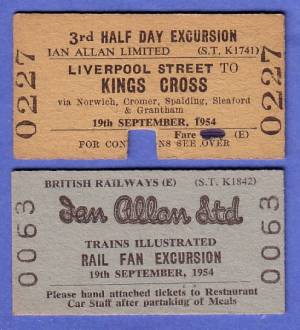 3rd HALF DAY EXCURSION
IAN ALLAN LIMITED (S.T. K1741)
LIVERPOOL STREET TO
KINGS CROSS
via Norwich, Cromer, Spalding, Sleaford
& Grantham
19th SEPTEMBER, 1954
Fare (E)
FOR CONDITIONS SEE OVER
0227
0227
BRITISH RAILWAYS (E) (S.T. K1842)
Ian Allan Ltd
TRAINS ILLUSTRATED
RAIL FAN EXCURSION
19th SEPTEMBER, 1954
Please hand attached tickets to Restaurant
Car Staff after partaking of Meals
0063
0063